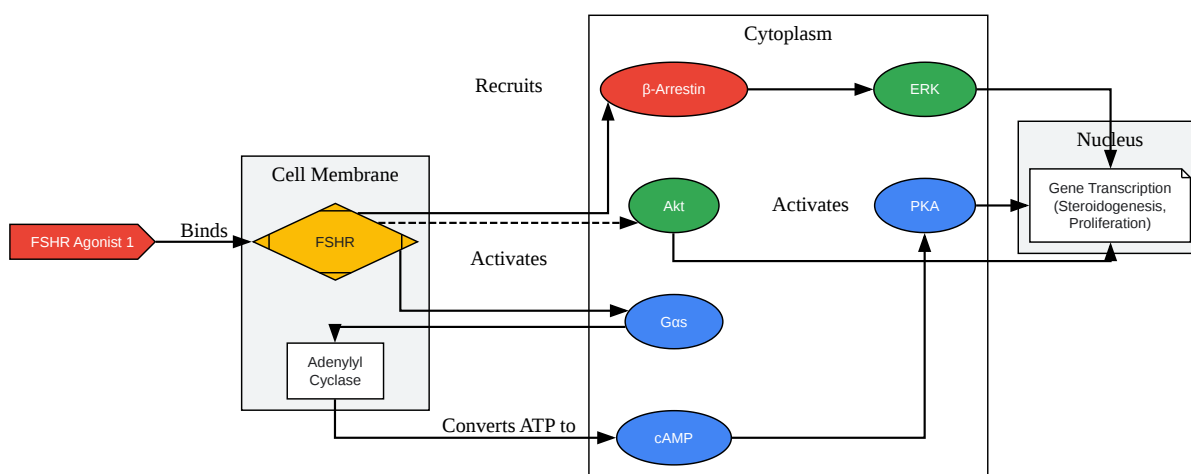 Cytoplasm
Recruits
β-Arrestin
ERK
Nucleus
Cell Membrane
Gene Transcription
(Steroidogenesis,
Proliferation)
Akt
Activates
PKA
FSHR Agonist 1
Binds
FSHR
Activates
Gαs
Adenylyl
Cyclase
Converts ATP to
cAMP